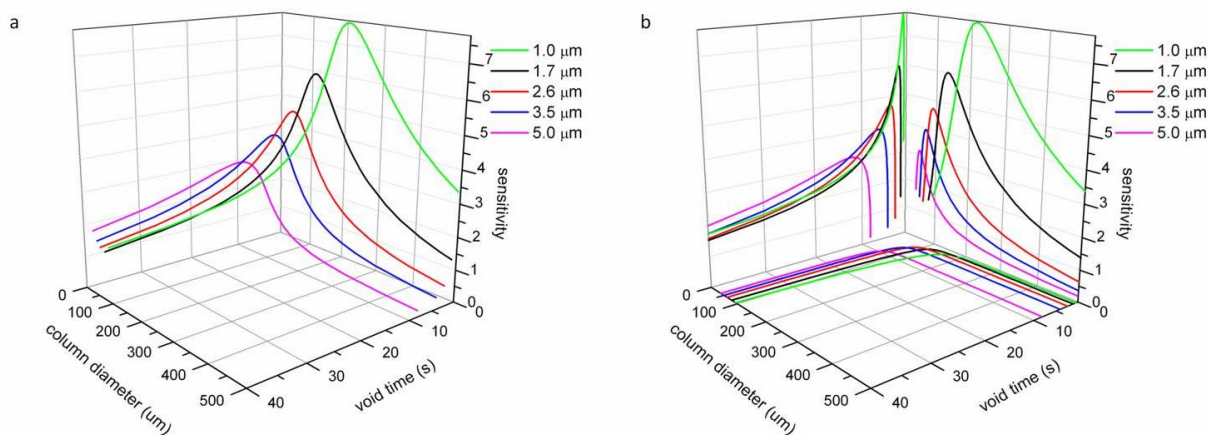 a
1.0 μm
1.7 μm
2.6 μm
3.5 μm
5.0 μm
7
6
5
4
3
2
1
0
sensitivity
0
100
200
300
400
500
column diameter (um)
40
30
20
10
void time (s)
b
1.0 μm
1.7 μm
2.6 μm
3.5 μm
5.0 μm
7
6
5
4
3
2
1
0
sensitivity
0
100
200
300
400
500
column diameter (um)
40
30
20
10
void time (s)